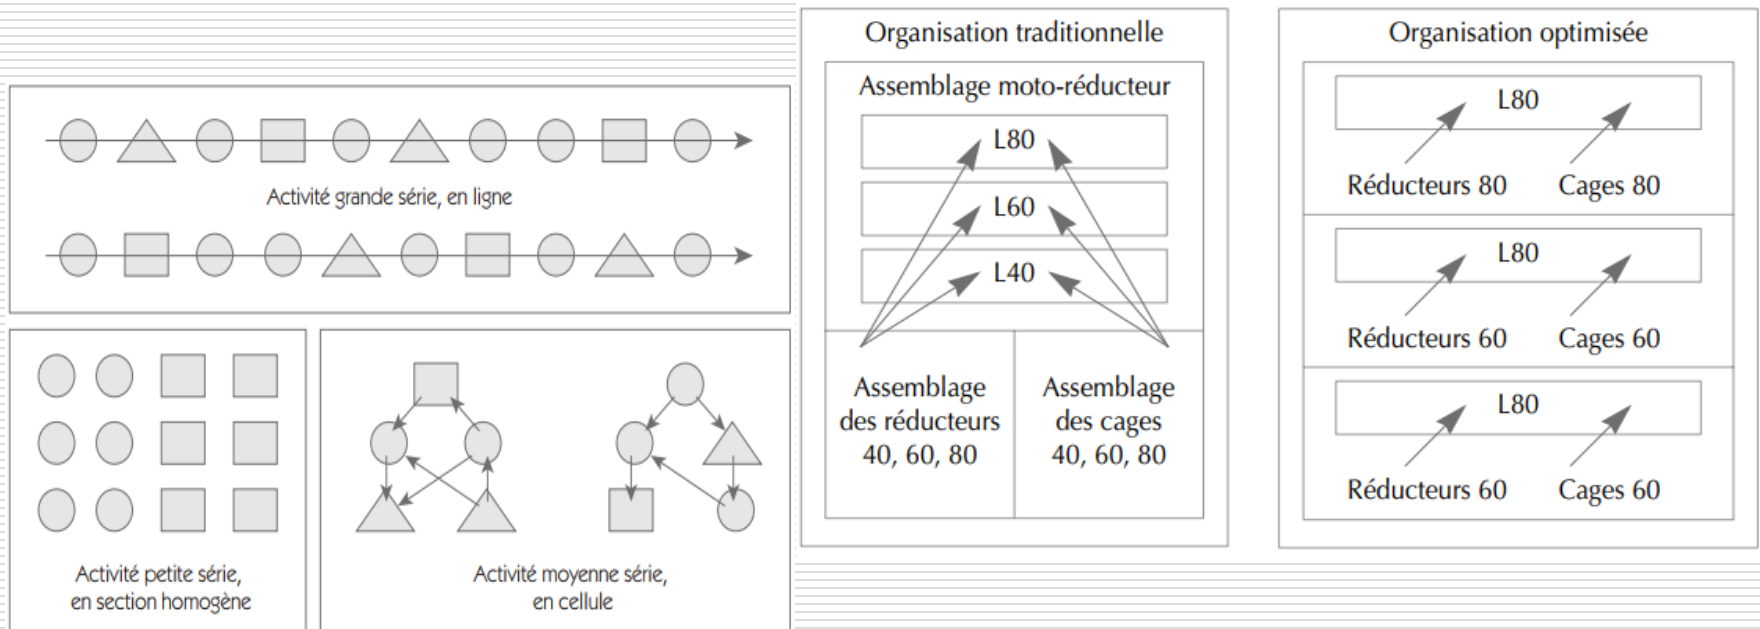 Activité grande série, en ligne
Activité petite série,
en section homogène
Activité moyenne série,
en cellule
Organisation traditionnelle
Assemblage moto-réducteur
L80
L60
L40
Assemblage
des réducteurs
40, 60, 80
Assemblage
des cages
40, 60, 80
Organisation optimisée
L80
Réducteurs 80
Cages 80
L80
Réducteurs 60
Cages 60
L80
Réducteurs 60
Cages 60